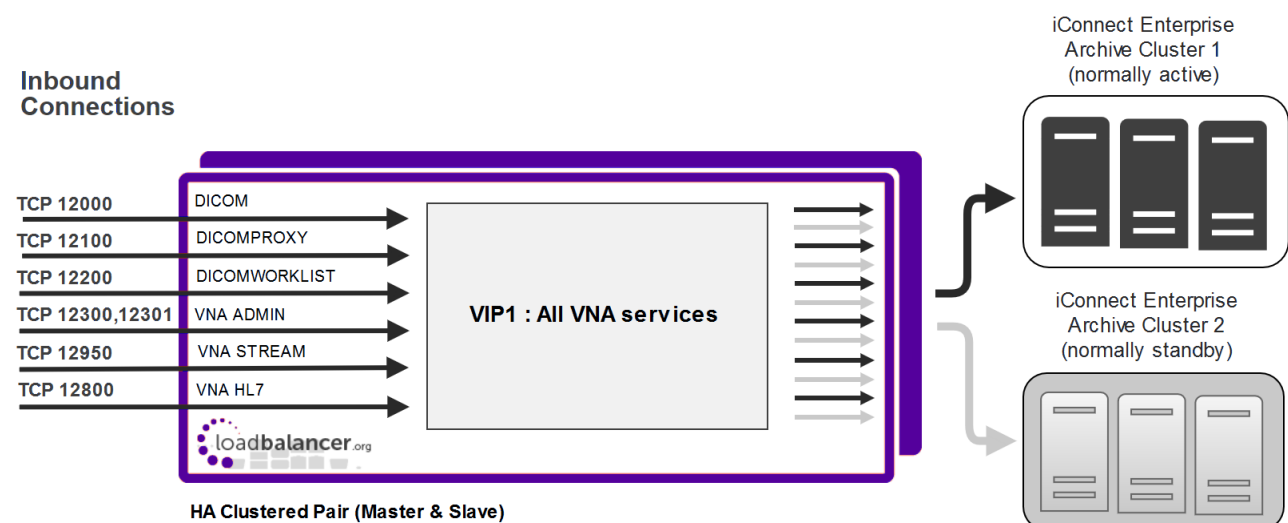 iConnect Enterprise
Archive Cluster 1
(normally active)
Inbound
Connections
TCP 12000
DICOM
TCP 12100
DICOMPROXY
TCP 12200
DICOMWORKLIST
TCP 12300,12301
VNA ADMIN
TCP 12950
VNA STREAM
TCP 12800
VNA HL7
VIP1 : All VNA services
iConnect Enterprise
Archive Cluster 2
(normally standby)
loadbalancer.org
HA Clustered Pair (Master & Slave)